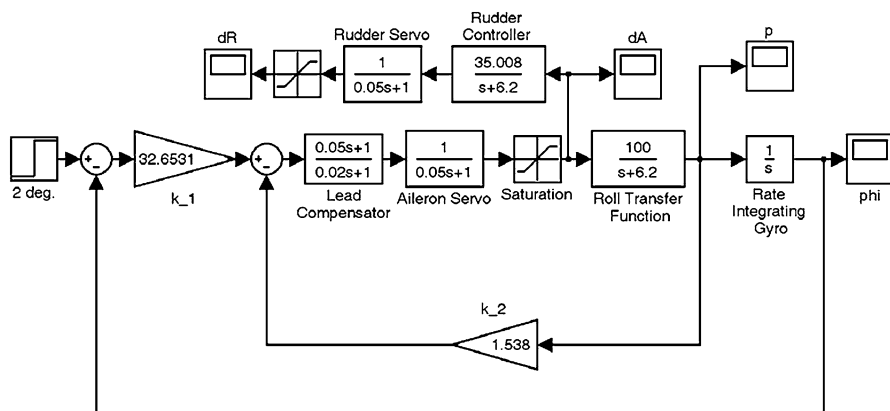 Rudder
Controller
Rudder Servo
dR
dA
p
1
0.05s+1
35.008
s+6.2
2 deg.
+
-
32.6531
k_1
+
-
0.05s+1
0.02s+1
Lead
Compensator
1
0.05s+1
Aileron Servo
Saturation
100
s+6.2
Roll Transfer
Function
1
s
Rate
Integrating
Gyro
phi
k_2
1.538